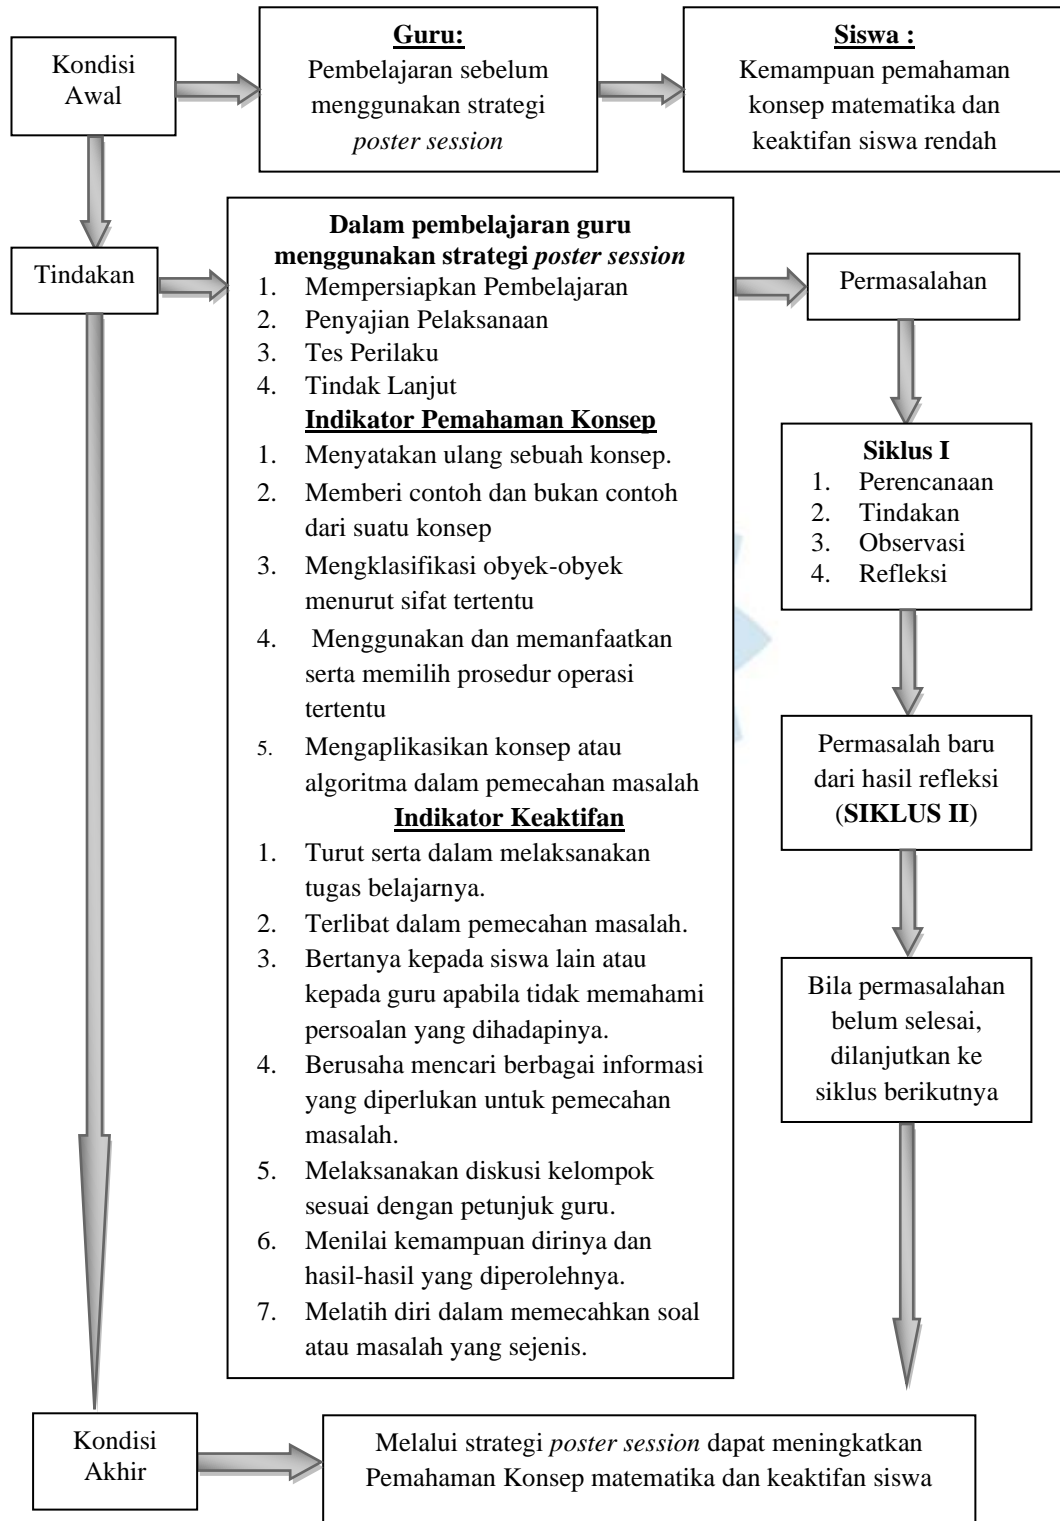 Kondisi
Awal
Guru:
Pembelajaran sebelum
menggunakan strategi
poster session
Siswa :
Kemampuan pemahaman
konsep matematika dan
keaktifan siswa rendah
Tindakan
Dalam pembelajaran guru
menggunakan strategi poster session
1. Mempersiapkan Pembelajaran
2. Penyajian Pelaksanaan
3. Tes Perilaku
4. Tindak Lanjut
Indikator Pemahaman Konsep
1. Menyatakan ulang sebuah konsep.
2. Memberi contoh dan bukan contoh
dari suatu konsep
3. Mengklasifikasi obyek-obyek
menurut sifat tertentu
4. Menggunakan dan memanfaatkan
serta memilih prosedur operasi
tertentu
5. Mengaplikasikan konsep atau
algoritma dalam pemecahan masalah
Indikator Keaktifan
1. Turut serta dalam melaksanakan
tugas belajarnya.
2. Terlibat dalam pemecahan masalah.
3. Bertanya kepada siswa lain atau
kepada guru apabila tidak memahami
persoalan yang dihadapinya.
4. Berusaha mencari berbagai informasi
yang diperlukan untuk pemecahan
masalah.
5. Melaksanakan diskusi kelompok
sesuai dengan petunjuk guru.
6. Menilai kemampuan dirinya dan
hasil-hasil yang diperolehnya.
7. Melatih diri dalam memecahkan soal
atau masalah yang sejenis.
Permasalahan
Siklus I
1. Perencanaan
2. Tindakan
3. Observasi
4. Refleksi
Permasalah baru
dari hasil refleksi
(SIKLUS II)
Bila permasalahan
belum selesai,
dilanjutkan ke
siklus berikutnya
Kondisi
Akhir
Melalui strategi poster session dapat meningkatkan
Pemahaman Konsep matematika dan keaktifan siswa